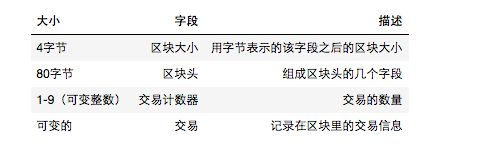 大小 字段 描述
4字节 区块大小 用字节表示的该字段之后的区块大小
80字节 区块头 组成区块头的几个字段
1-9（可变整数） 交易计数器 交易的数量
可变的 交易 记录在区块里的交易信息